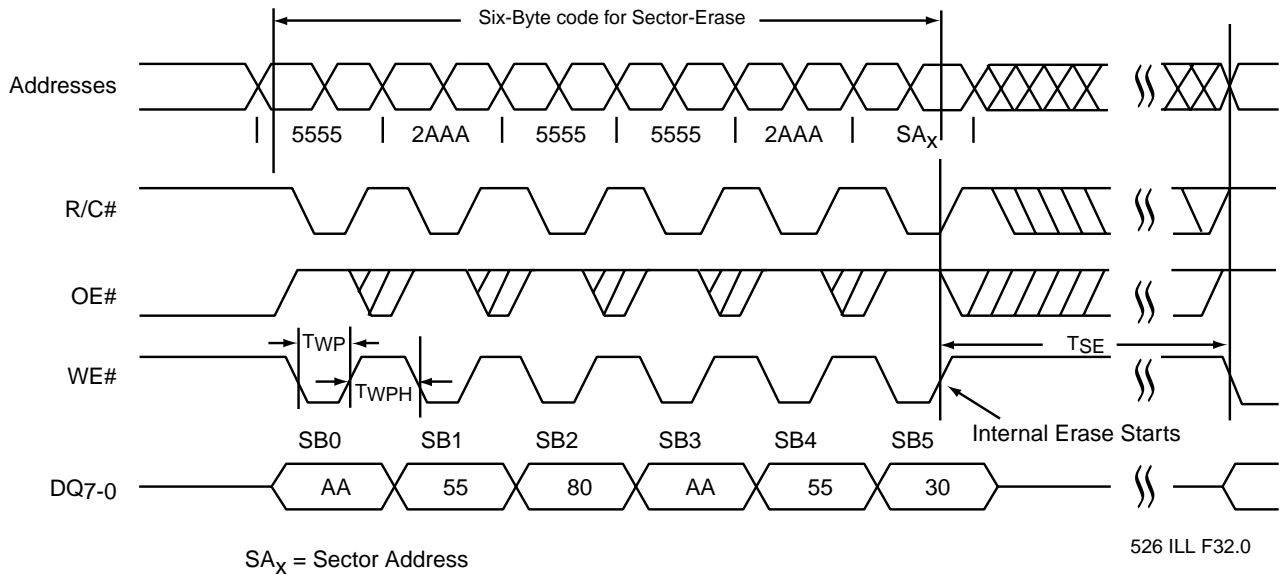 Six-Byte code for Sector-Erase
Addresses
5555 2AAA 5555 5555 2AAA SAX
R/C#
OE#
TWP
TSE
WE#
TWPH
Internal Erase Starts
SB0 SB1 SB2 SB3 SB4 SB5
DQ7-0
AA 55 80 AA 55 30
SAX = Sector Address
526 ILL F32.0